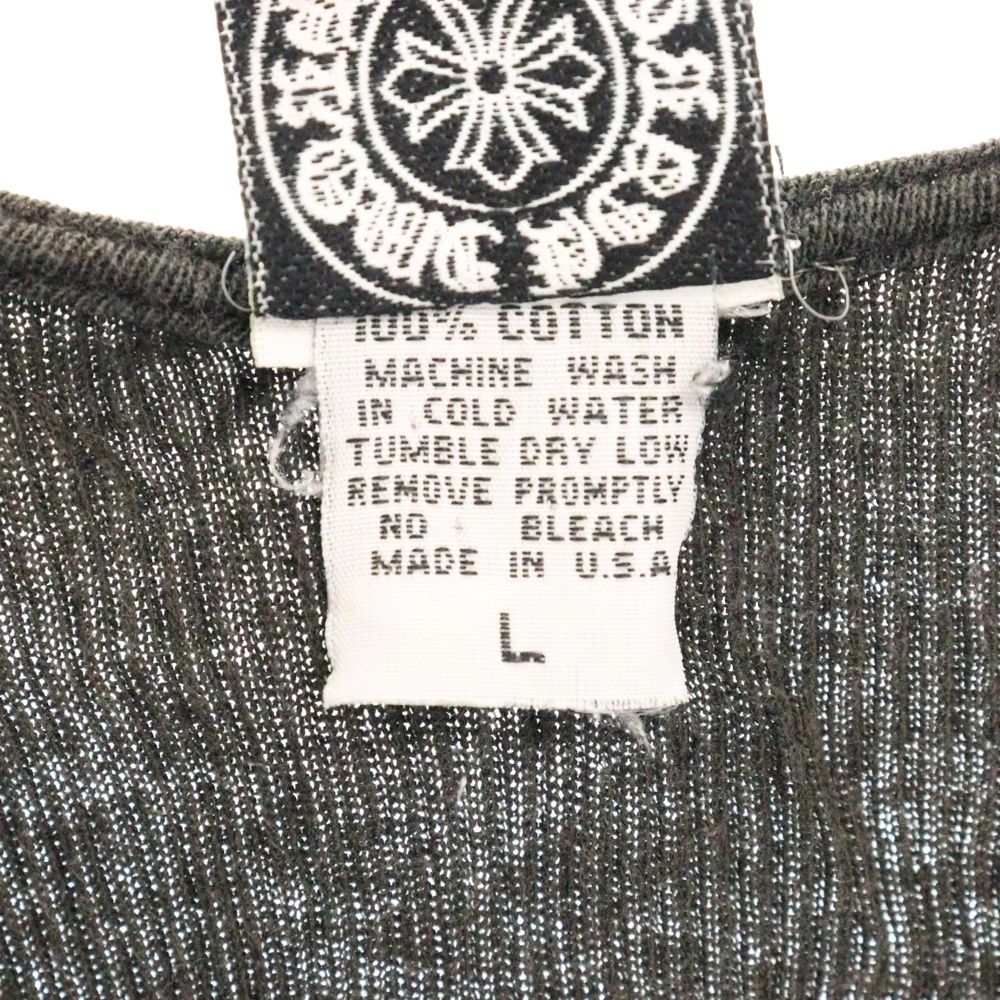 100% COTTON
MACHINE WASH
IN COLD WATER
TUMBLE DRY LOW
REMOVE PROMPTLY
NO BLEACH
MADE IN U.S.A
L